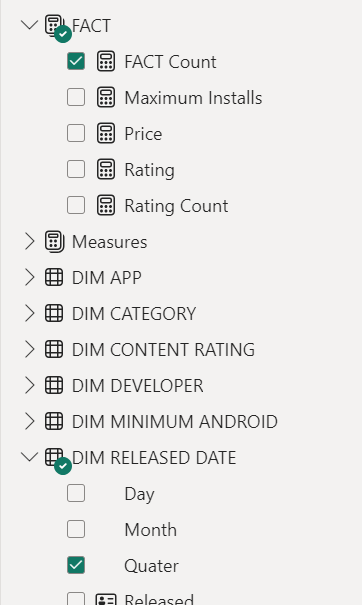 FACT
FACT Count
Maximum Installs
Price
Rating
Rating Count
Measures
DIM APP
DIM CATEGORY
DIM CONTENT RATING
DIM DEVELOPER
DIM MINIMUM ANDROID
DIM RELEASED DATE
Day
Month
Quater
Released